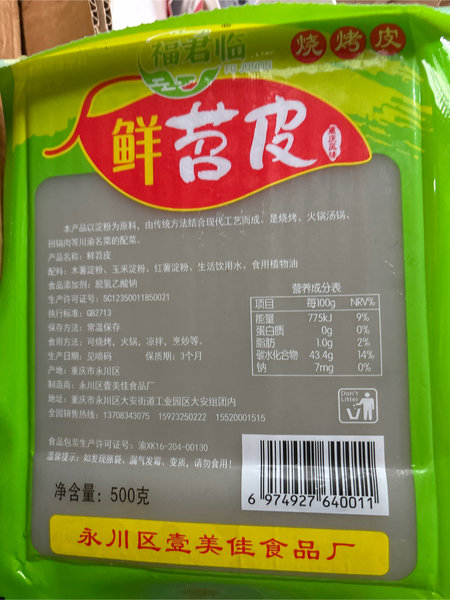 福君临
烧烤皮
鲜苕皮
重庆风味
本产品以淀粉为原料，由传统方法结合现代工艺而成．是烧烤、火锅汤锅、
回锅肉等川渝名菜的配菜．
产品名称：鲜苕皮
配料：木薯淀粉、玉米淀粉、红薯淀粉、生活饮用水、食用植物油
食品添加剂：脱氢乙酸钠
生产许可证号：SC12350011850021
执行标准：GB2713
保存方法：常温保存
食用方法：可烧烤，火锅，凉拌，烹炒等。
生产日期：见喷码 保质期：3个月
产地：重庆市永川区
制造商：永川区壹美佳食品厂
地址：重庆市永川区大安街道工业园区大安组团内
全国销售热线：13708343075 15923250222 15520001515
营养成分表
项目 每100g NRV%
能量 775kJ 9%
蛋白质 0g 0%
脂肪 1.0g 2%
碳水化合物 43.4g 14%
钠 7mg 0%
Don't Litter
食品包装生产许可证号：渝XK16-204-00130
温馨提示：如发现胀袋，漏气发霉、变质，请勿食用！
净含量：500克
6 974927 640011
永川区壹美佳食品厂